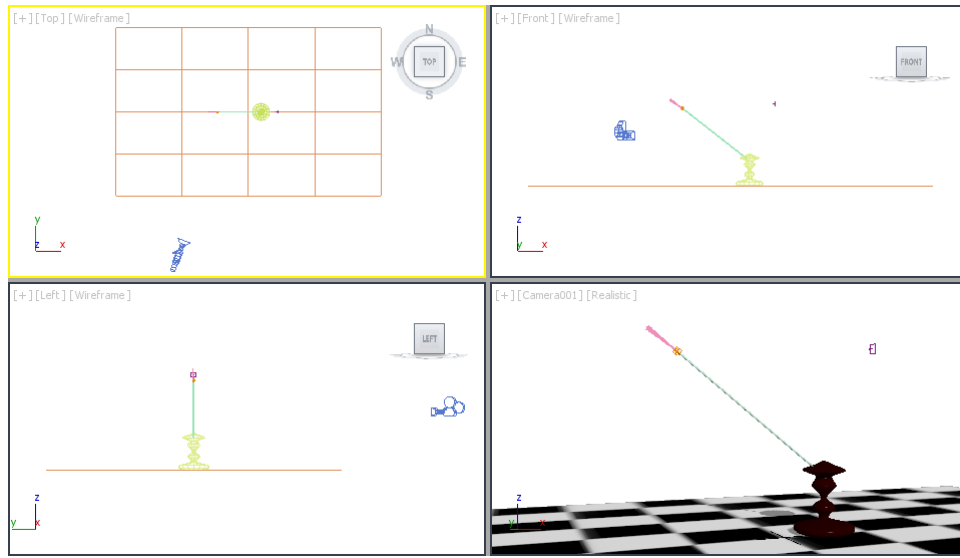 [+] [Top] [Wireframe]
N
W
TOP
E
S
y
z
x
[+] [Front] [Wireframe]
FRONT
z
y
x
[+] [Left] [Wireframe]
LEFT
z
y
x
[+] [Camera001] [Realistic]
z
y
x